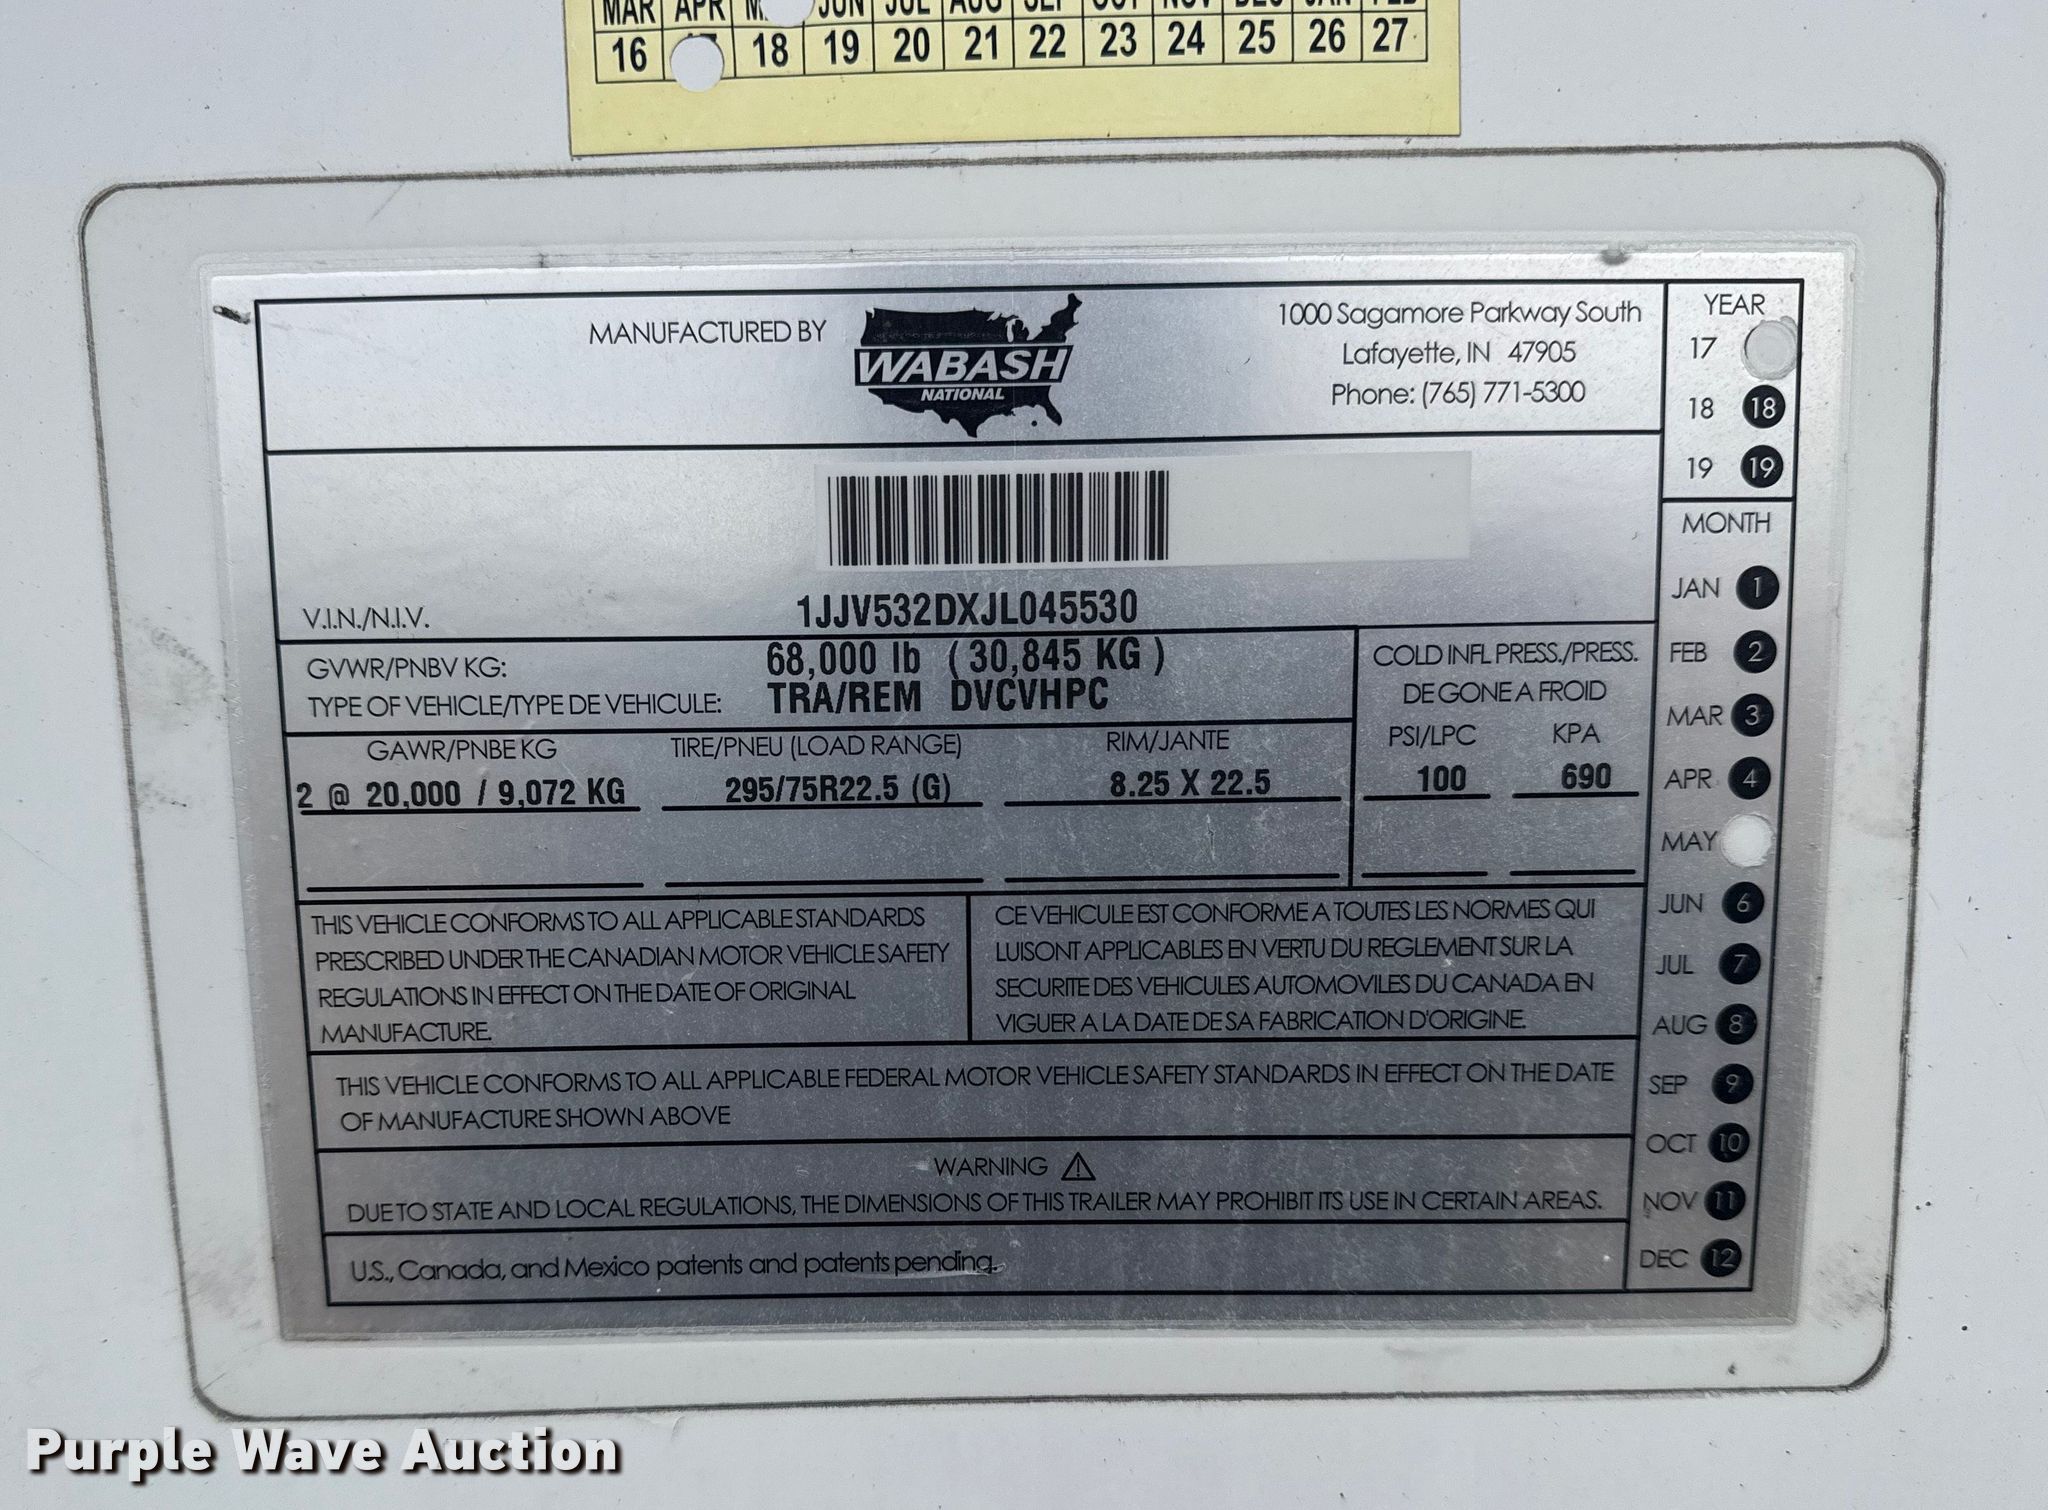 MAR APR JUN JUL AUG SEP OCT NOV DEC JAN FEB
16 18 19 20 21 22 23 24 25 26 27
MANUFACTURED BY
WABASH
NATIONAL
1000 Sagamore Parkway South
Lafayette, IN 47905
Phone: (765) 771-5300
YEAR
17
18 18
19 19
V.I.N./N.I.V. 1JJV532DXJL045530
GVWR/PNBV KG: 68,000 lb ( 30,845 KG )
TYPE OF VEHICLE/TYPE DE VEHICULE: TRA/REM DVCVHPC
COLD INFL PRESS./PRESS.
DE GONE A FROID
GAWR/PNBE KG TIRE/PNEU (LOAD RANGE) RIM/JANTE PSI/LPC KPA
2 @ 20,000 / 9,072 KG 295/75R22.5 (G) 8.25 X 22.5 100 690
MONTH
JAN 1
FEB 2
MAR 3
APR 4
MAY
JUN 6
JUL 7
AUG 8
SEP 9
OCT 10
NOV 11
DEC 12
THIS VEHICLE CONFORMS TO ALL APPLICABLE STANDARDS
PRESCRIBED UNDER THE CANADIAN MOTOR VEHICLE SAFETY
REGULATIONS IN EFFECT ON THE DATE OF ORIGINAL
MANUFACTURE.
CE VEHICULE EST CONFORME A TOUTES LES NORMES QUI
LUISONT APPLICABLES EN VERTU DU REGLEMENT SUR LA
SECURITE DES VEHICULES AUTOMOVILES DU CANADA EN
VIGUER A LA DATE DE SA FABRICATION D'ORIGINE.
THIS VEHICLE CONFORMS TO ALL APPLICABLE FEDERAL MOTOR VEHICLE SAFETY STANDARDS IN EFFECT ON THE DATE
OF MANUFACTURE SHOWN ABOVE
WARNING
DUE TO STATE AND LOCAL REGULATIONS, THE DIMENSIONS OF THIS TRAILER MAY PROHIBIT ITS USE IN CERTAIN AREAS.
U.S., Canada, and Mexico patents and patents pending.
Purple Wave Auction